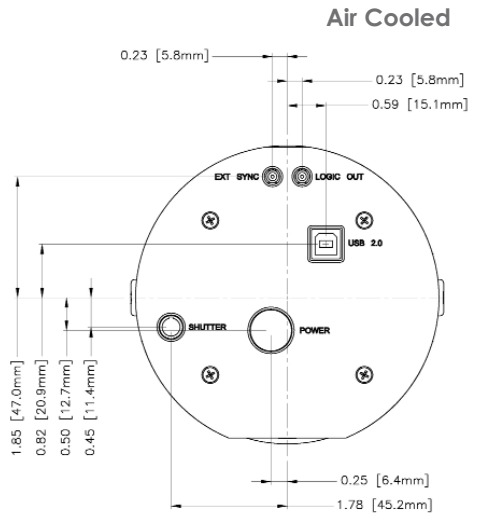 Air Cooled
0.23 [5.8mm]
0.23 [5.8mm]
0.59 [15.1mm]
EXT SYNC
LOGIC OUT
USB 2.0
SHUTTER
POWER
1.85 [47.0mm]
0.82 [20.9mm]
0.50 [12.7mm]
0.45 [11.4mm]
0.25 [6.4mm]
1.78 [45.2mm]